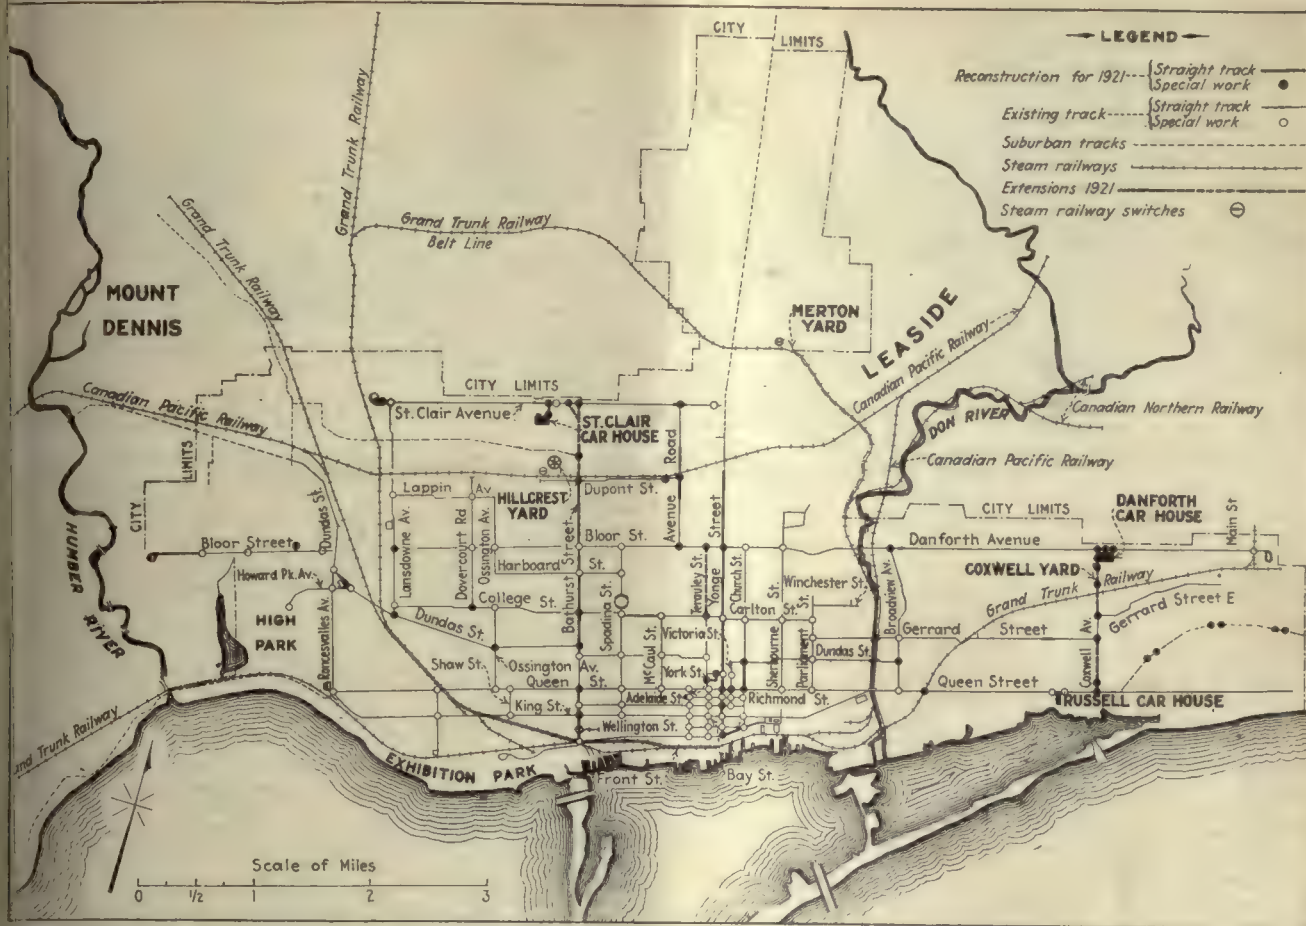 LEGEND
Reconstruction for 1921
Straight track
Special work
Existing track
Straight track
Special work
Suburban tracks
Steam railways
Extensions 1921
Steam railway switches
CITY LIMITS
Grand Trunk Railway
Grand Trunk Railway
Grand Trunk Railway
Belt Line
MOUNT
DENNIS
MERTON
YARD
LEASIDE
Canadian Pacific Railway
Canadian Pacific Railway
CITY LIMITS
St. Clair Avenue
ST. CLAIR
CAR HOUSE
DON RIVER
Canadian Northern Railway
Canadian Pacific Railway
CITY LIMITS
HUMBER RIVER
Lappin Av
HILLCREST
YARD
Dupont St.
Avenue Road
Yonge Street
CITY LIMITS
DANFORTH
CAR HOUSE
Main St
Bloor Street
Dundas St.
Lansdowne Av.
Dovercourt Rd
Ossington Av.
Bathurst Street
Bloor St.
Danforth Avenue
Harboard St.
Terauley St.
Church St.
Winchester St.
Broadview Av.
COXWELL YARD
Grand Trunk Railway
Howard Pk. Av.
HIGH
PARK
Roncesvalles Av.
College St.
Spadina St.
Carlton St.
Gerrard Street E
Dundas St.
McCaul St.
Victoria St.
Sherbourne St.
Parliament St.
Gerrard Street
Dundas St.
Coxwell Av.
Shaw St.
Ossington Av.
York St.
Queen St.
Queen Street
Adelaide St.
Richmond St.
RUSSELL CAR HOUSE
King St.
Wellington St.
and Trunk Railway
EXHIBITION PARK
Front St.
Bay St.
Scale of Miles
0 1/2 1 2 3